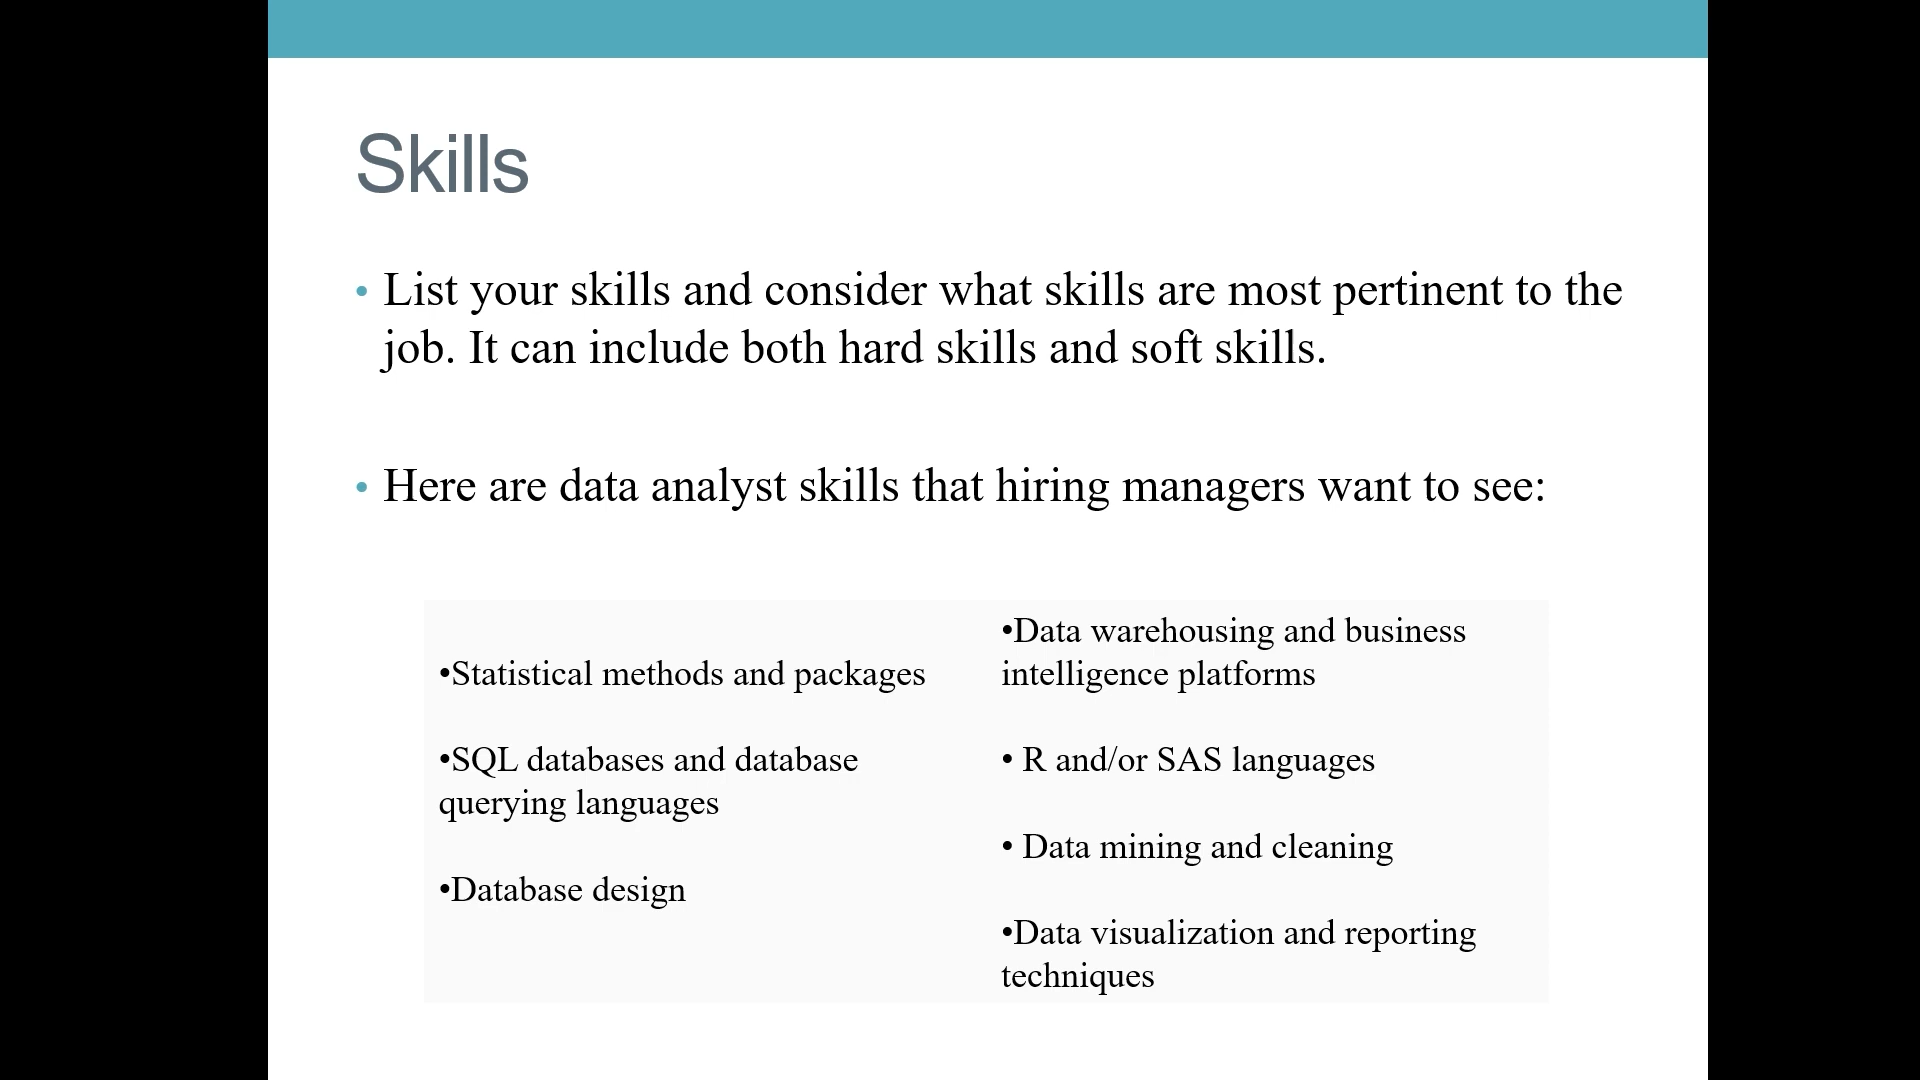 Skills
• List your skills and consider what skills are most pertinent to the
job. It can include both hard skills and soft skills.
• Here are data analyst skills that hiring managers want to see:
•Statistical methods and packages
•SQL databases and database
querying languages
•Database design
•Data warehousing and business
intelligence platforms
• R and/or SAS languages
• Data mining and cleaning
•Data visualization and reporting
techniques